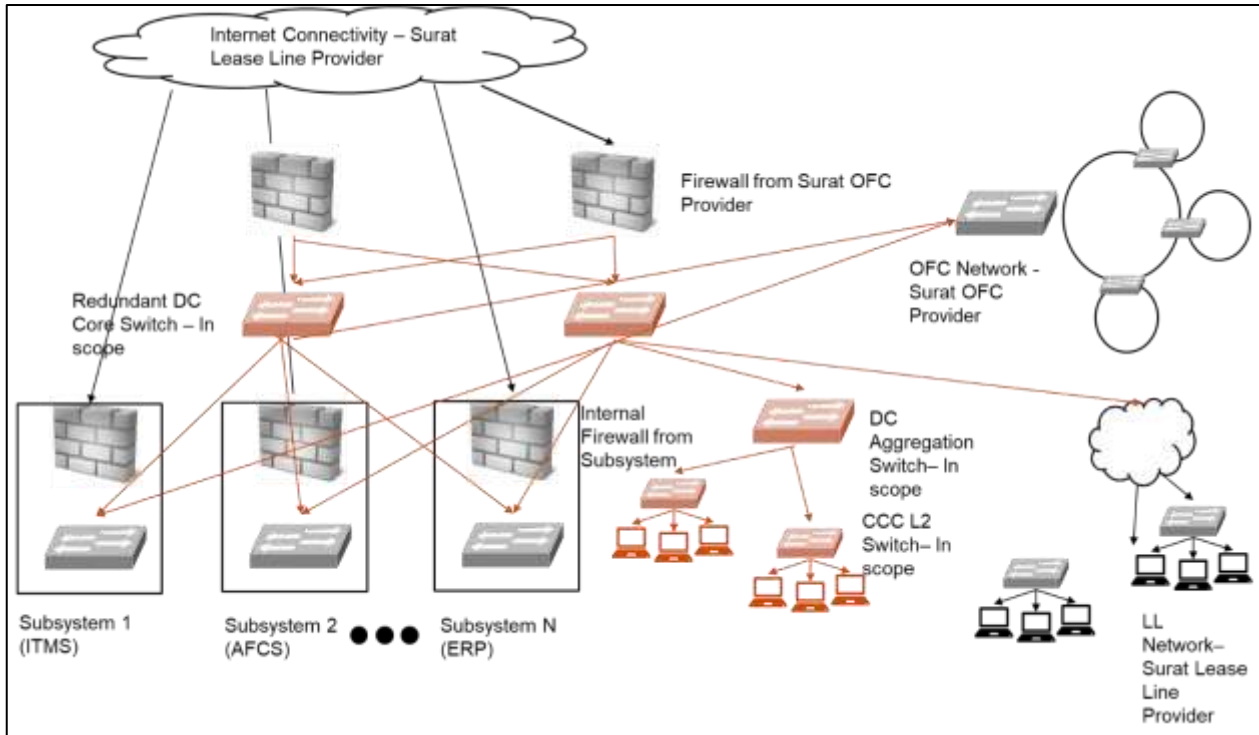 Internet Connectivity – Surat
Lease Line Provider
Firewall from Surat OFC
Provider
OFC Network -
Surat OFC
Provider
Redundant DC
Core Switch – In
scope
Internal
Firewall from
Subsystem
DC
Aggregation
Switch– In
scope
CCC L2
Switch– In
scope
Subsystem 1
(ITMS)
Subsystem 2
(AFCS)
Subsystem N
(ERP)
LL
Network–
Surat Lease
Line
Provider